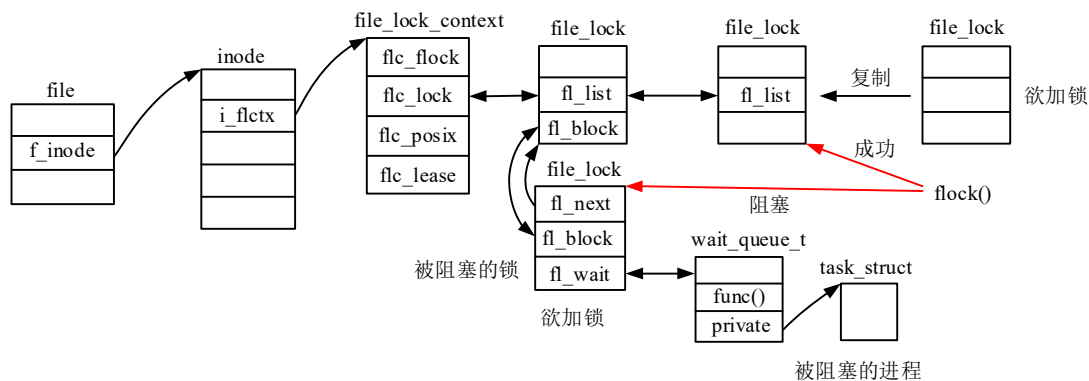 file
f_inode
inode
i_flctx
file_lock_context
flc_flock
flc_lock
flc_posix
flc_lease
file_lock
fl_list
fl_block
file_lock
fl_list
复制
file_lock
欲加锁
成功
flock()
阻塞
file_lock
fl_next
fl_block
fl_wait
被阻塞的锁
欲加锁
wait_queue_t
func()
private
task_struct
被阻塞的进程